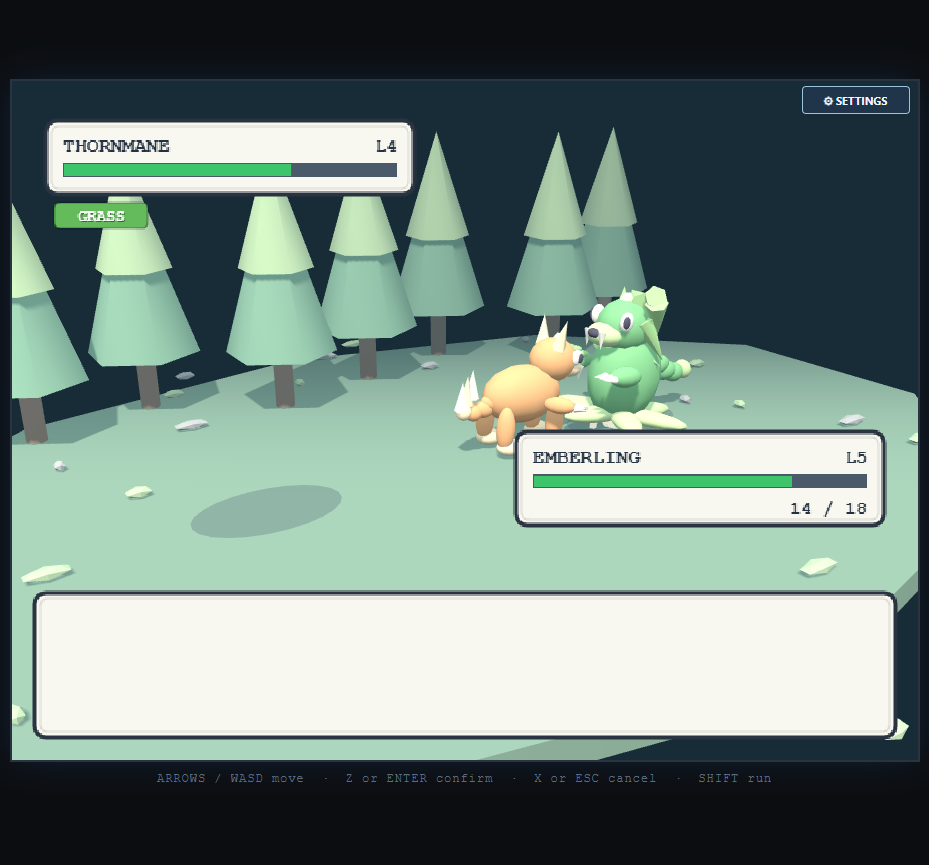 ⚙ SETTINGS
THORNMANE L4
GRASS
EMBERLING L5
14 / 18
ARROWS / WASD move · Z or ENTER confirm · X or ESC cancel · SHIFT run